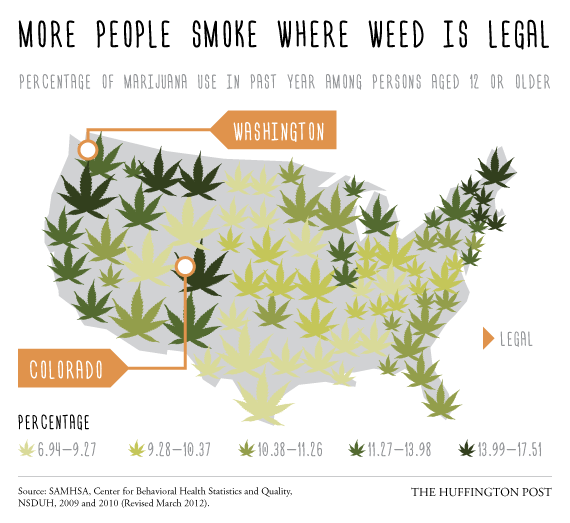 MORE PEOPLE SMOKE WHERE WEED IS LEGAL
PERCENTAGE OF MARIJUANA USE IN PAST YEAR AMONG PERSONS AGED 12 OR OLDER
WASHINGTON
LEGAL
COLORADO
PERCENTAGE
6.94—9.27
9.28—10.37
10.38—11.26
11.27—13.98
13.99—17.51
Source: SAMHSA, Center for Behavioral Health Statistics and Quality,
NSDUH, 2009 and 2010 (Revised March 2012).
THE HUFFINGTON POST